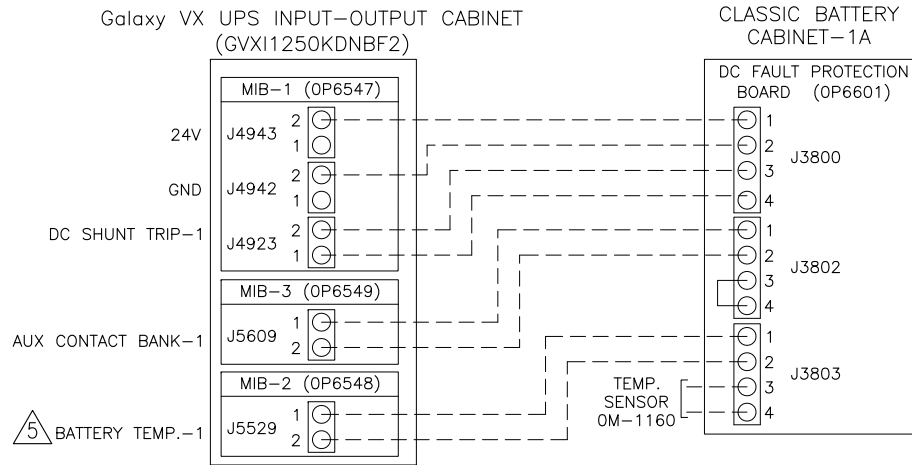 Galaxy VX UPS INPUT-OUTPUT CABINET
(GVXI1250KDNBF2)
CLASSIC BATTERY
CABINET-1A
MIB-1 (0P6547)
24V
J4943
2
1
GND
J4942
2
1
DC SHUNT TRIP-1
J4923
2
1
MIB-3 (0P6549)
AUX CONTACT BANK-1
J5609
1
2
MIB-2 (0P6548)
5
BATTERY TEMP.-1
J5529
1
2
DC FAULT PROTECTION
BOARD (0P6601)
1
2
3
4
J3800
1
2
3
4
J3802
1
2
3
4
J3803
TEMP.
SENSOR
0M-1160